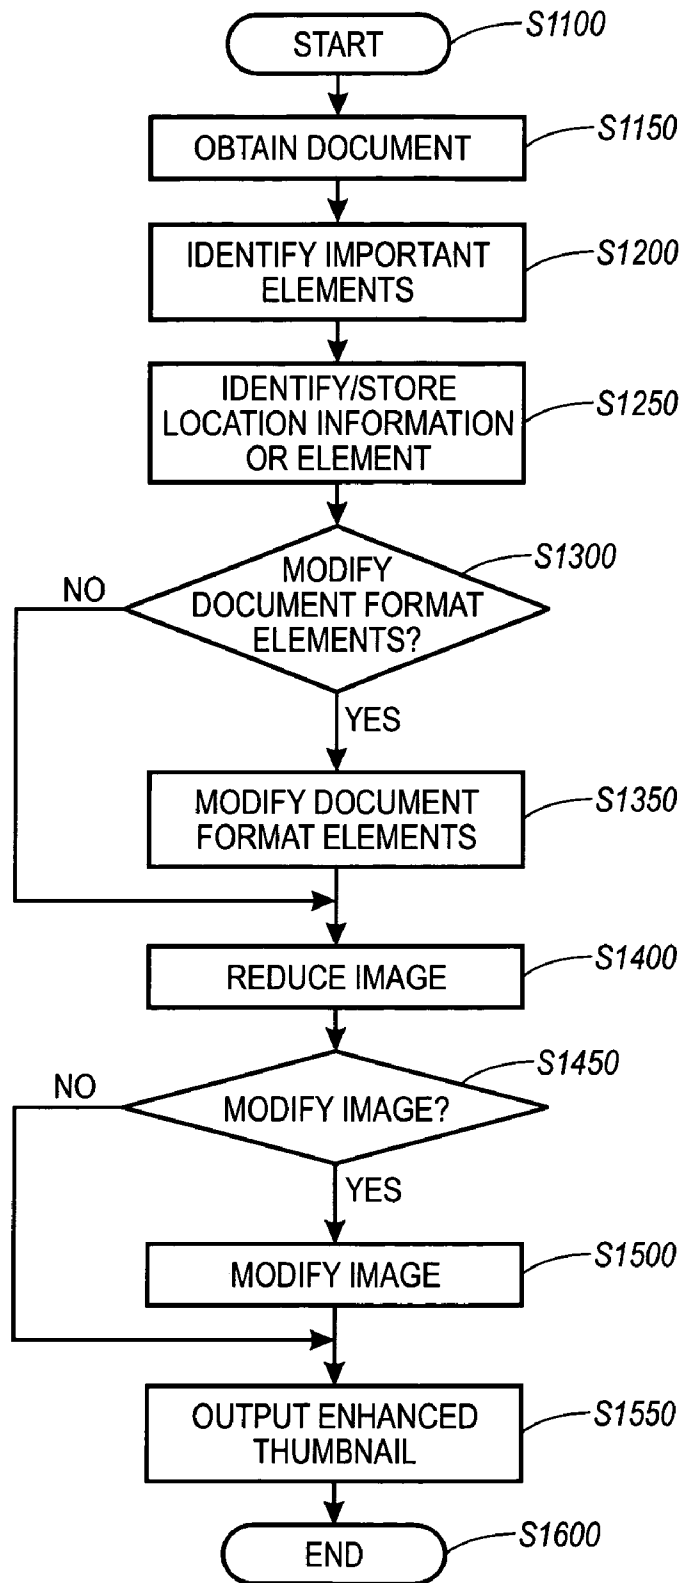 START
S1100
OBTAIN DOCUMENT
S1150
IDENTIFY IMPORTANT
ELEMENTS
S1200
IDENTIFY/STORE
LOCATION INFORMATION
OR ELEMENT
S1250
MODIFY
DOCUMENT FORMAT
ELEMENTS?
S1300
NO
YES
MODIFY DOCUMENT
FORMAT ELEMENTS
S1350
REDUCE IMAGE
S1400
MODIFY IMAGE?
S1450
NO
YES
MODIFY IMAGE
S1500
OUTPUT ENHANCED
THUMBNAIL
S1550
END
S1600